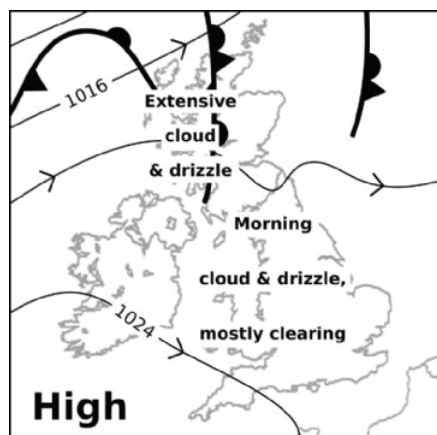 1016
Extensive
cloud
& drizzle
Morning
cloud & drizzle,
mostly clearing
1024
High